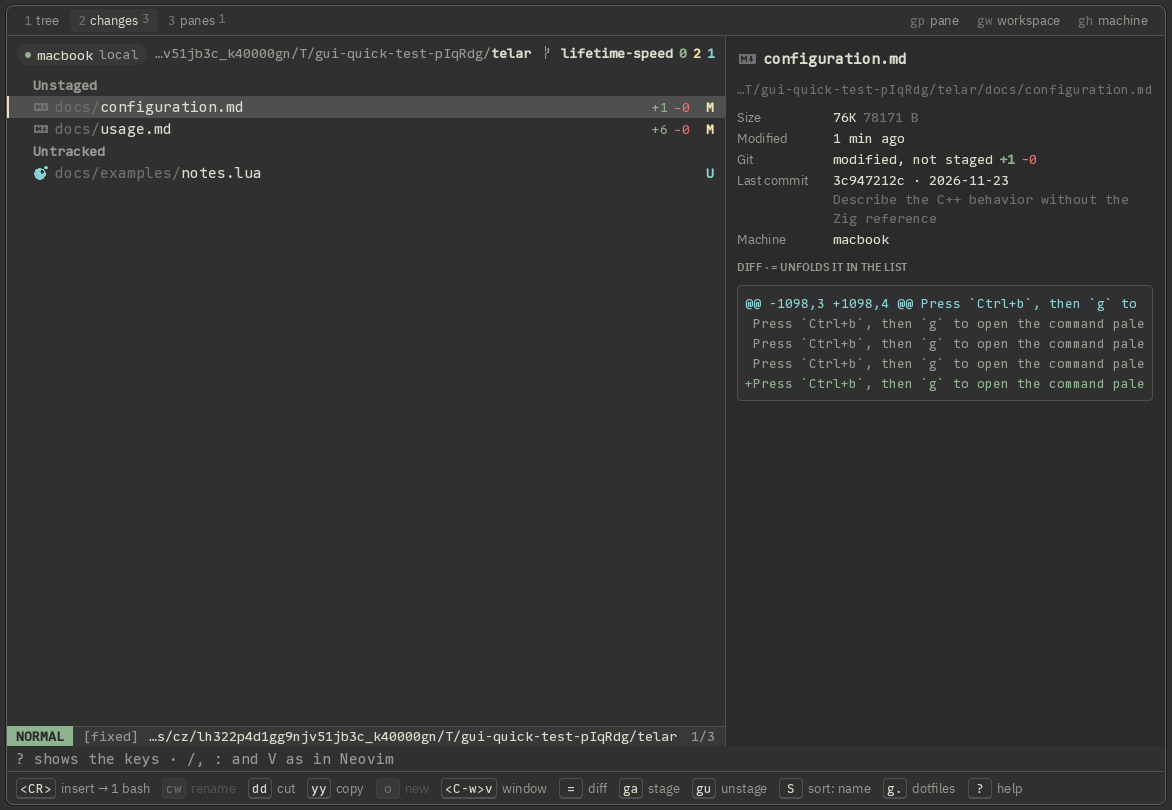 1 tree 2 changes 3 3 panes 1 gp pane gw workspace gh machine
macbook local …v51jb3c_k40000gn/T/gui-quick-test-pIqRdg/telar lifetime-speed 0 2 1
Unstaged
docs/configuration.md +1 -0 M
docs/usage.md +6 -0 M
Untracked
docs/examples/notes.lua U
configuration.md
…T/gui-quick-test-pIqRdg/telar/docs/configuration.md
Size 76K 78171 B
Modified 1 min ago
Git modified, not staged +1 -0
Last commit 3c947212c · 2026-11-23
Describe the C++ behavior without the
Zig reference
Machine macbook
DIFF · = UNFOLDS IT IN THE LIST
@@ -1098,3 +1098,4 @@ Press `Ctrl+b`, then `g` to
Press `Ctrl+b`, then `g` to open the command pale
Press `Ctrl+b`, then `g` to open the command pale
Press `Ctrl+b`, then `g` to open the command pale
+Press `Ctrl+b`, then `g` to open the command pale
NORMAL [fixed] …s/cz/lh322p4d1gg9njv51jb3c_k40000gn/T/gui-quick-test-pIqRdg/telar 1/3
? shows the keys · /, : and V as in Neovim
<CR> insert → 1 bash cw rename dd cut yy copy o new <C-w>v window = diff ga stage gu unstage S sort: name g. dotfiles ? help